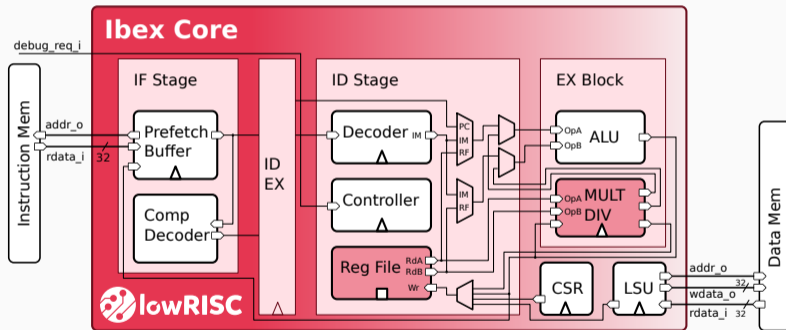 Ibex Core
debug_req_i
IF Stage
ID Stage
EX Block
Instruction Mem
addr_o
rdata_i
32
Prefetch
Buffer
Comp
Decoder
ID
EX
Decoder
IM
Controller
Reg File
RdA
RdB
Wr
PC
IM
RF
IM
RF
OpA
OpB
ALU
OpA
OpB
MULT
DIV
CSR
LSU
addr_o
32
wdata_o
rdata_i
32
Data Mem
lowRISC